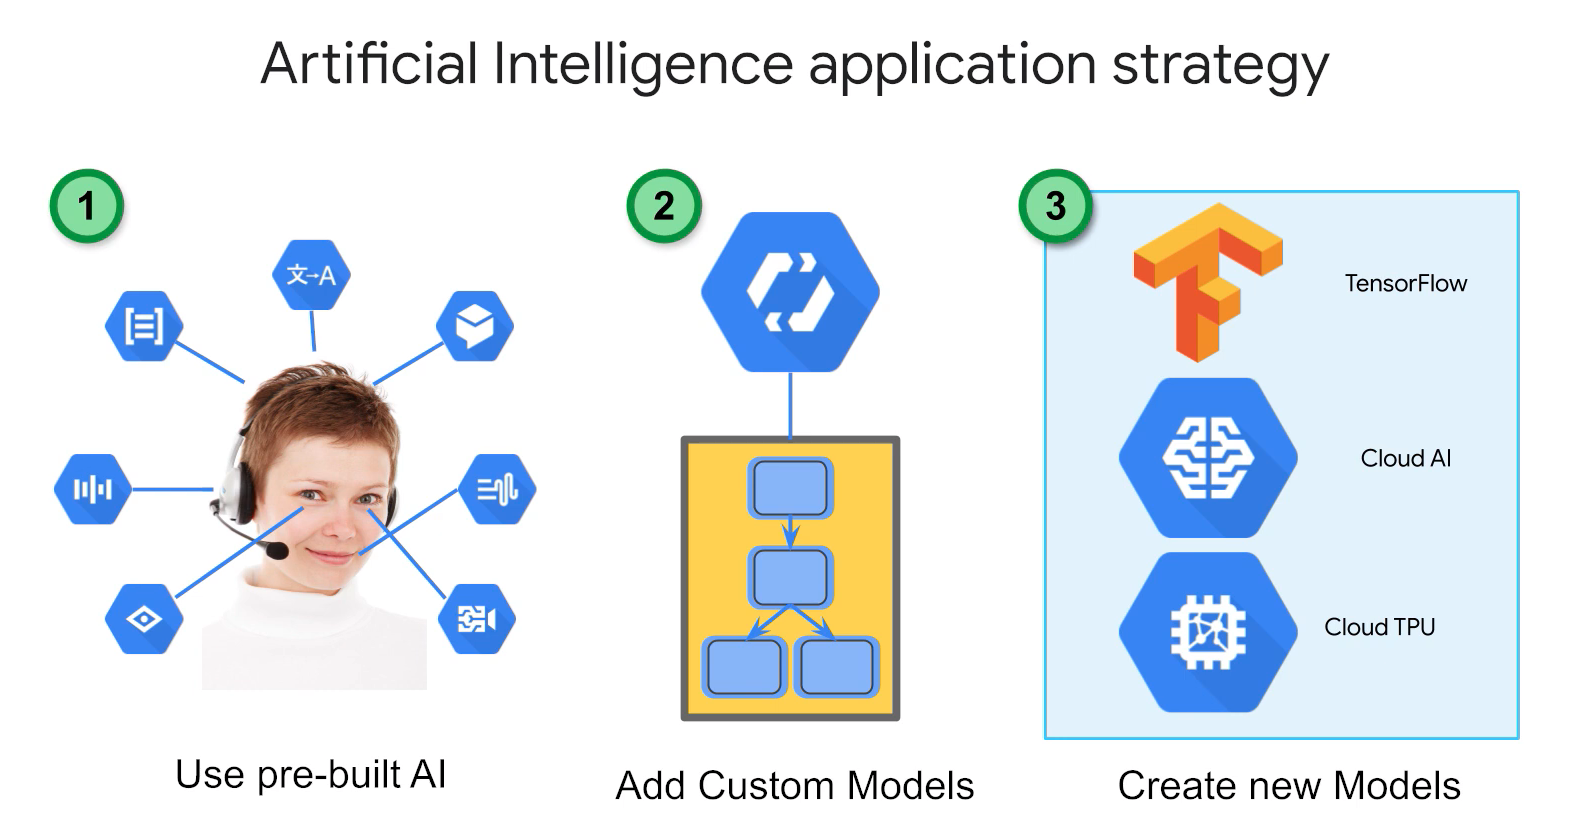 Artificial Intelligence application strategy
1
2
3
文→A
TensorFlow
Cloud AI
Cloud TPU
Use pre-built AI
Add Custom Models
Create new Models